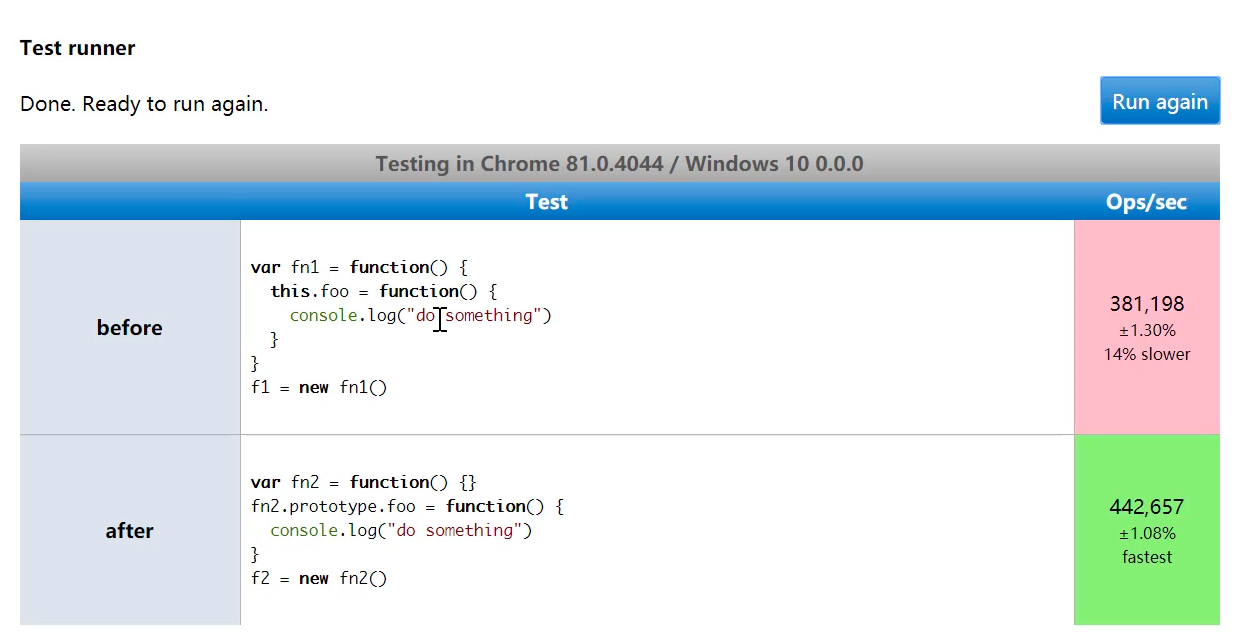 Test runner
Done. Ready to run again.
Run again
Testing in Chrome 81.0.4044 / Windows 10 0.0.0
Test Ops/sec
before
var fn1 = function() {
  this.foo = function() {
    console.log("do something")
  }
}
f1 = new fn1()
381,198
±1.30%
14% slower
after
var fn2 = function() {}
fn2.prototype.foo = function() {
  console.log("do something")
}
f2 = new fn2()
442,657
±1.08%
fastest